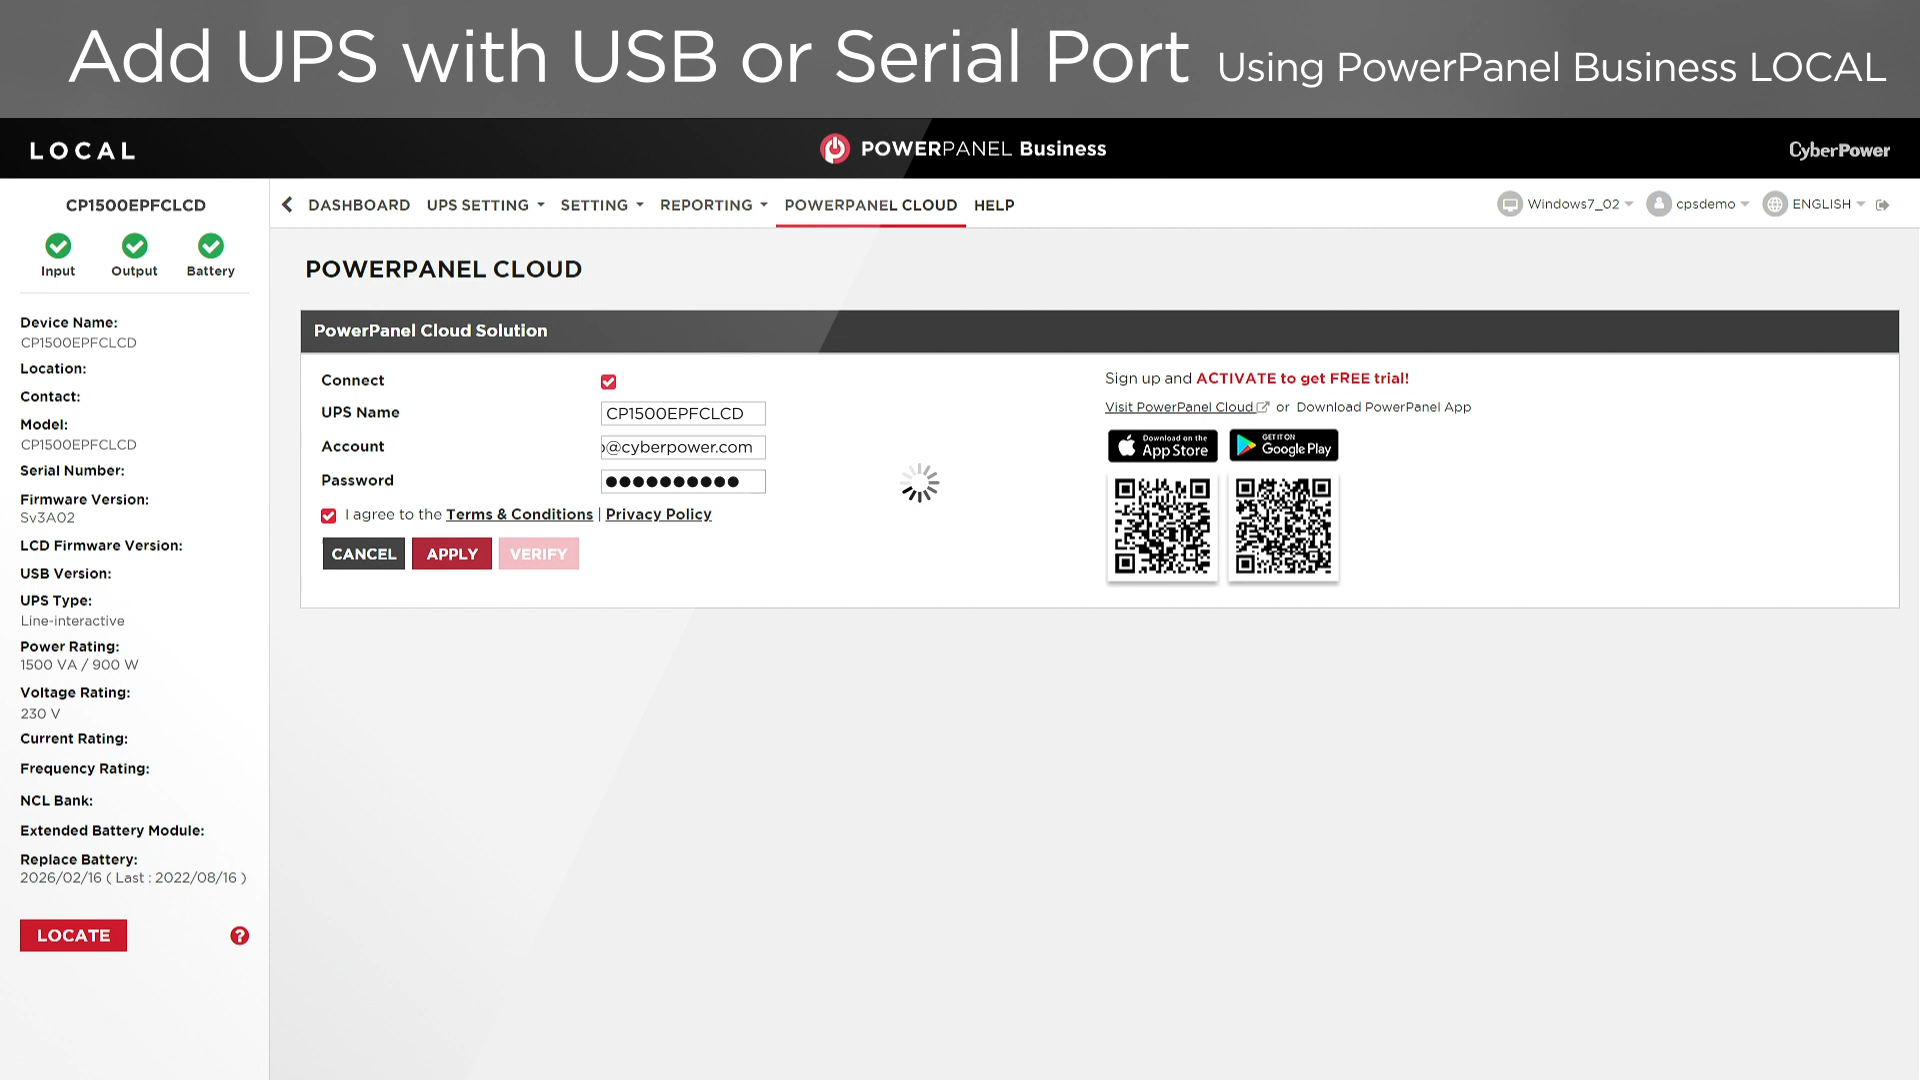 Add UPS with USB or Serial Port Using PowerPanel Business LOCAL
LOCAL
POWERPANEL Business
CyberPower
CP1500EPFCLCD
DASHBOARD UPS SETTING SETTING REPORTING POWERPANEL CLOUD HELP
Windows7_02 cpsdemo ENGLISH
Input Output Battery
Device Name:
CP1500EPFCLCD
Location:
Contact:
Model:
CP1500EPFCLCD
Serial Number:
Firmware Version:
Sv3A02
LCD Firmware Version:
USB Version:
UPS Type:
Line-interactive
Power Rating:
1500 VA / 900 W
Voltage Rating:
230 V
Current Rating:
Frequency Rating:
NCL Bank:
Extended Battery Module:
Replace Battery:
2026/02/16 ( Last : 2022/08/16 )
LOCATE ?
POWERPANEL CLOUD
PowerPanel Cloud Solution
Connect
UPS Name CP1500EPFCLCD
Account @cyberpower.com
Password ●●●●●●●●●●
I agree to the Terms & Conditions | Privacy Policy
CANCEL APPLY VERIFY
Sign up and ACTIVATE to get FREE trial!
Visit PowerPanel Cloud or Download PowerPanel App
Download on the
App Store
GET IT ON
Google Play